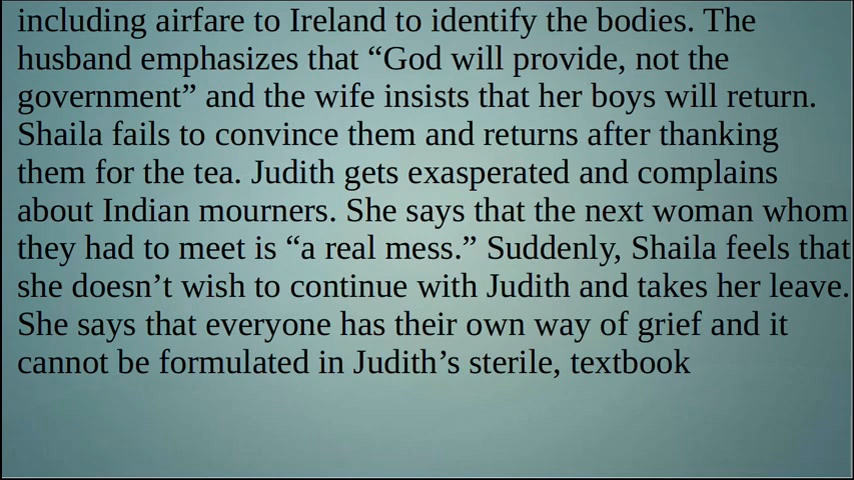 including airfare to Ireland to identify the bodies. The
husband emphasizes that “God will provide, not the
government” and the wife insists that her boys will return.
Shaila fails to convince them and returns after thanking
them for the tea. Judith gets exasperated and complains
about Indian mourners. She says that the next woman whom
they had to meet is “a real mess.” Suddenly, Shaila feels that
she doesn’t wish to continue with Judith and takes her leave.
She says that everyone has their own way of grief and it
cannot be formulated in Judith’s sterile, textbook